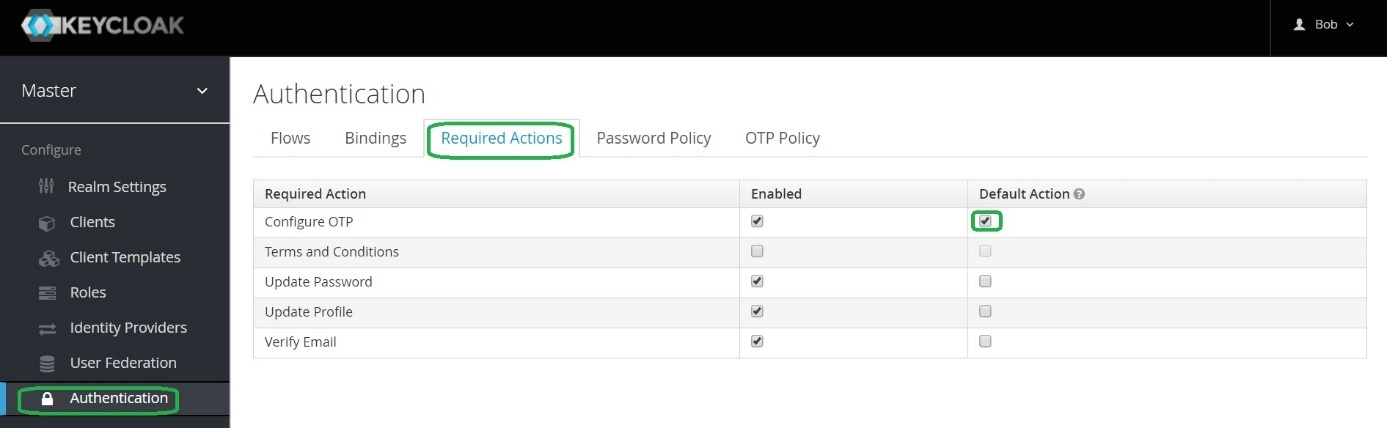 KEYCLOAK
Bob
Master
Authentication
Flows Bindings Required Actions Password Policy OTP Policy
Configure
Realm Settings
Clients
Client Templates
Roles
Identity Providers
User Federation
Authentication
Required Action Enabled Default Action ?
Configure OTP
Terms and Conditions
Update Password
Update Profile
Verify Email